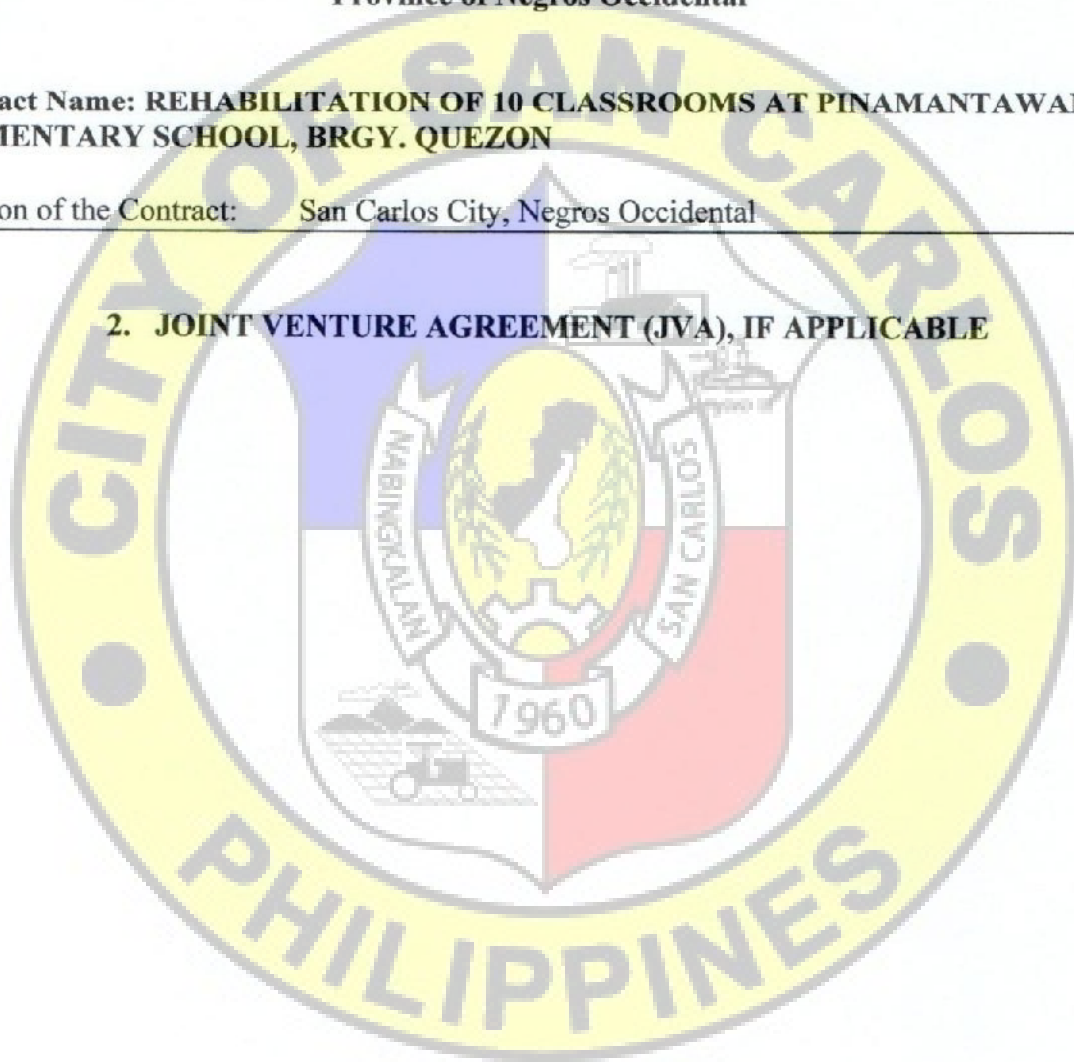 Province of Negros Occidental
act Name: REHABILITATION OF 10 CLASSROOMS AT PINAMANTAWA
MENTARY SCHOOL, BRGY. QUEZON
on of the Contract: San Carlos City, Negros Occidental
2. JOINT VENTURE AGREEMENT (JVA), IF APPLICABLE
CITY OF SAN CARLOS
NABINGKALAN
SAN CARLOS
1960
PHILIPPINES